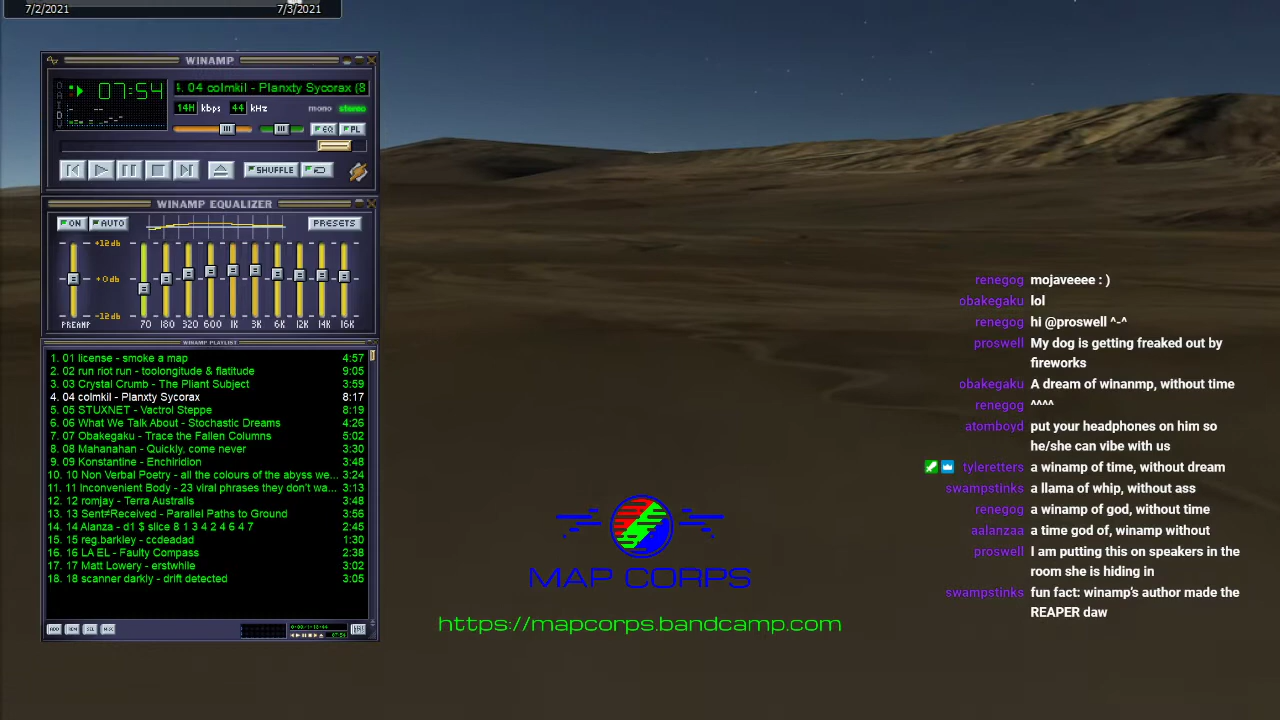 7/2/2021
7/3/2021
WINAMP
O
A
I
D
V
07:54
4. 04 colmkil - Planxty Sycorax (8
14H kbps 44 kHz mono stereo
EQ PL
SHUFFLE
WINAMP EQUALIZER
ON AUTO PRESETS
+12db
+0db
-12db
PREAMP 70 180 320 600 1K 3K 6K 12K 14K 16K
WINAMP PLAYLIST
1. 01 license - smoke a map 4:57
2. 02 run riot run - toolongitude & flatitude 9:05
3. 03 Crystal Crumb - The Pliant Subject 3:59
4. 04 colmkil - Planxty Sycorax 8:17
5. 05 STUXNET - Vactrol Steppe 8:19
6. 06 What We Talk About - Stochastic Dreams 4:26
7. 07 Obakegaku - Trace the Fallen Columns 5:02
8. 08 Mahanahan - Quickly, come never 3:30
9. 09 Konstantine - Enchiridion 3:48
10. 10 Non Verbal Poetry - all the colours of the abyss we... 3:24
11. 11 Inconvenient Body - 23 viral phrases they don't wa... 3:13
12. 12 romjay - Terra Australis 3:48
13. 13 Sent≠Received - Parallel Paths to Ground 3:56
14. 14 Alanza - d1 $ slice 8 1 3 4 2 4 6 4 7 2:45
15. 15 reg.barkley - ccdeadad 1:30
16. 16 LA EL - Faulty Compass 2:38
17. 17 Matt Lowery - erstwhile 3:02
18. 18 scanner darkly - drift detected 3:05
ADD REM SEL MISC
07:54
MAP CORPS
https://mapcorps.bandcamp.com
renegog mojaveeee : )
obakegaku lol
renegog hi @proswell ^-^
proswell My dog is getting freaked out by
fireworks
obakegaku A dream of winanmp, without time
renegog ^^^^
atomboyd put your headphones on him so
he/she can vibe with us
tyleretters a winamp of time, without dream
swampstinks a llama of whip, without ass
renegog a winamp of god, without time
aalanzaa a time god of, winamp without
proswell I am putting this on speakers in the
room she is hiding in
swampstinks fun fact: winamp's author made the
REAPER daw